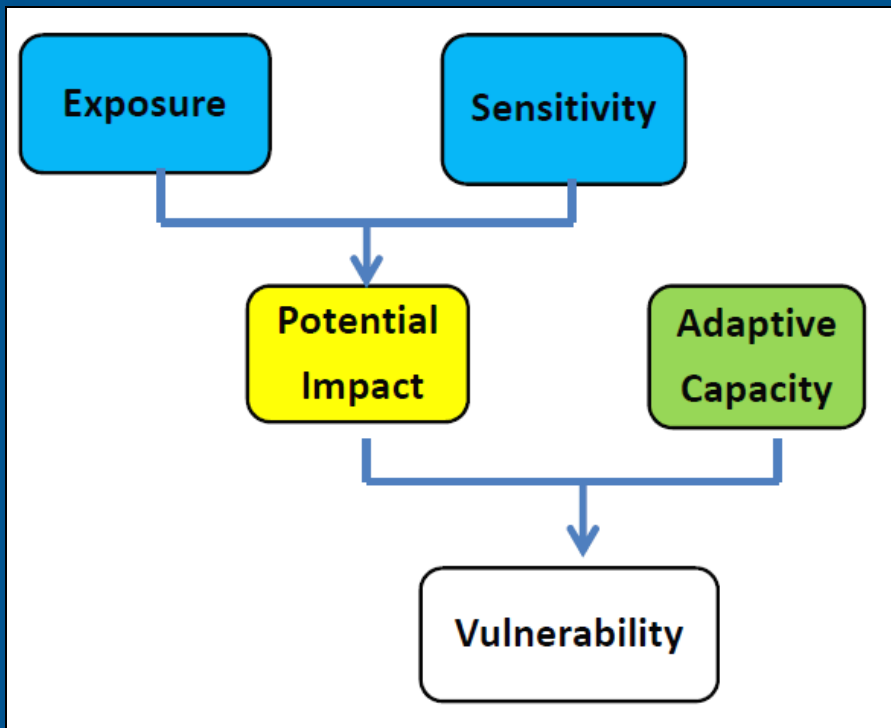 Exposure
Sensitivity
Potential
Impact
Adaptive
Capacity
Vulnerability